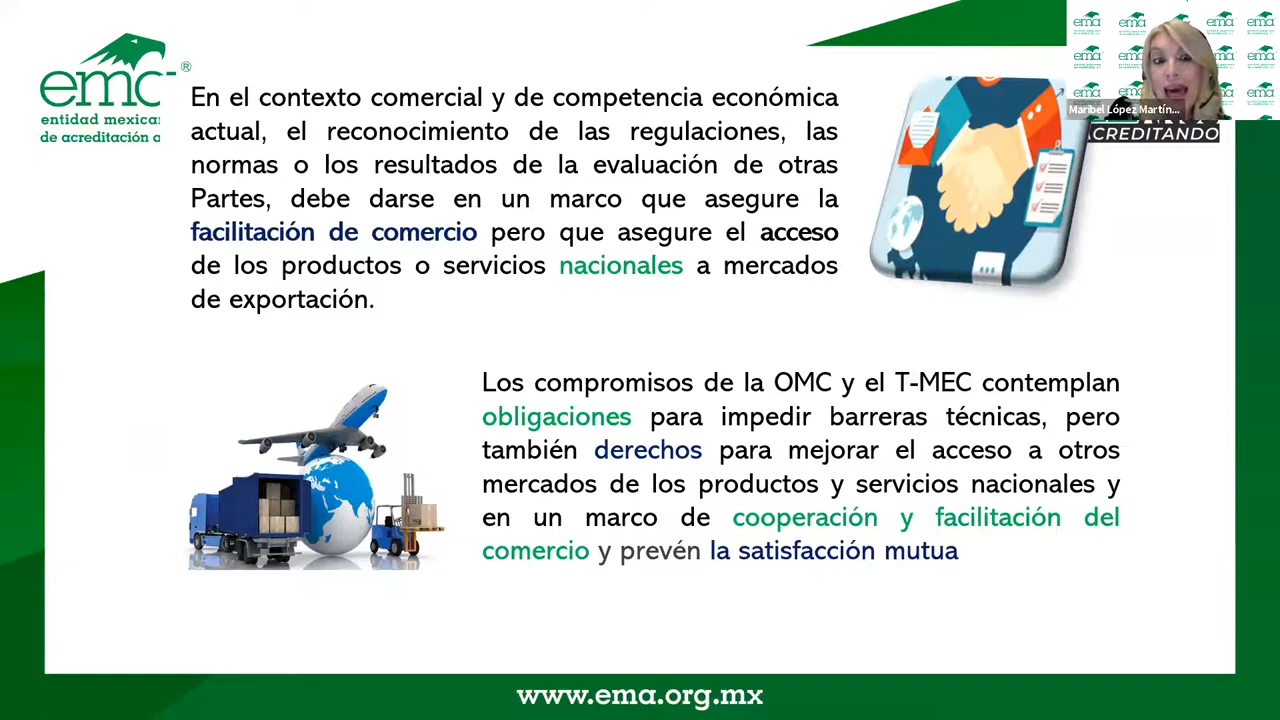 ema®
entidad mexicana
de acreditación a
En el contexto comercial y de competencia económica
actual, el reconocimiento de las regulaciones, las
normas o los resultados de la evaluación de otras
Partes, debe darse en un marco que asegure la
facilitación de comercio pero que asegure el acceso
de los productos o servicios nacionales a mercados
de exportación.
Maribel López Martín...
ACREDITANDO
Los compromisos de la OMC y el T-MEC contemplan
obligaciones para impedir barreras técnicas, pero
también derechos para mejorar el acceso a otros
mercados de los productos y servicios nacionales y
en un marco de cooperación y facilitación del
comercio y prevén la satisfacción mutua
www.ema.org.mx